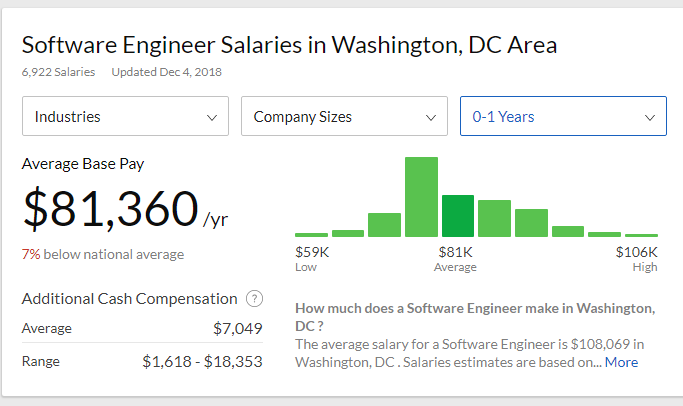 Software Engineer Salaries in Washington, DC Area
6,922 Salaries Updated Dec 4, 2018
Industries
Company Sizes
0-1 Years
Average Base Pay
$81,360 /yr
7% below national average
$59K
Low
$81K
Average
$106K
High
Additional Cash Compensation ?
Average $7,049
Range $1,618 - $18,353
How much does a Software Engineer make in Washington,
DC ?
The average salary for a Software Engineer is $108,069 in
Washington, DC . Salaries estimates are based on... More